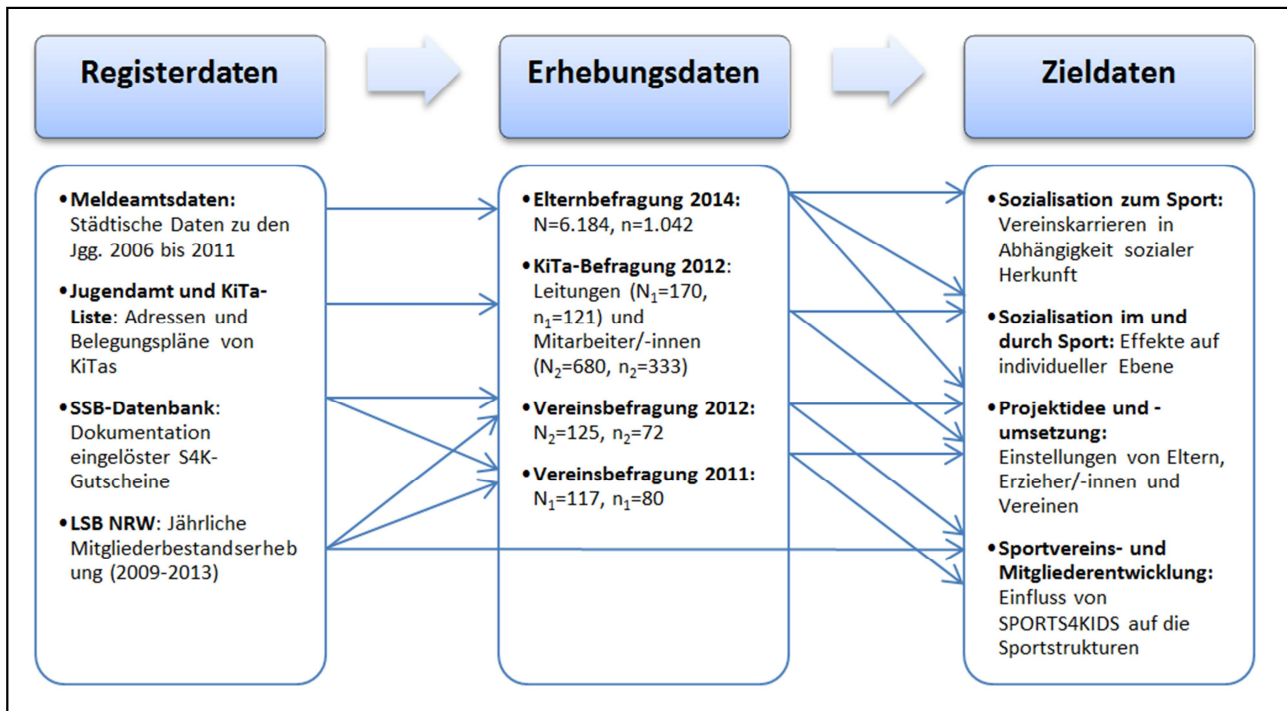 Registerdaten
Erhebungsdaten
Zieldaten
•Meldeamtsdaten:
Städtische Daten zu den
Jgg. 2006 bis 2011
•Jugendamt und KiTa-
Liste: Adressen und
Belegungspläne von
KiTas
•SSB-Datenbank:
Dokumentation
eingelöster S4K-
Gutscheine
•LSB NRW: Jährliche
Mitgliederbestandserheb
ung (2009-2013)
•Elternbefragung 2014:
N=6.184, n=1.042
KiTa-Befragung 2012:
Leitungen (N₁=170,
n₁=121) und
Mitarbeiter/-innen
(N₂=680, n₂=333)
•Vereinsbefragung 2012:
N₂=125, n₂=72
•Vereinsbefragung 2011:
N₁=117, n₁=80
•Sozialisation zum Sport:
Vereinskarrieren in
Abhängigkeit sozialer
Herkunft
•Sozialisation im und
durch Sport: Effekte auf
individueller Ebene
•Projektidee und -
umsetzung:
Einstellungen von Eltern,
Erzieher/-innen und
Vereinen
•Sportvereins- und
Mitgliederentwicklung:
Einfluss von
SPORTS4KIDS auf die
Sportstrukturen